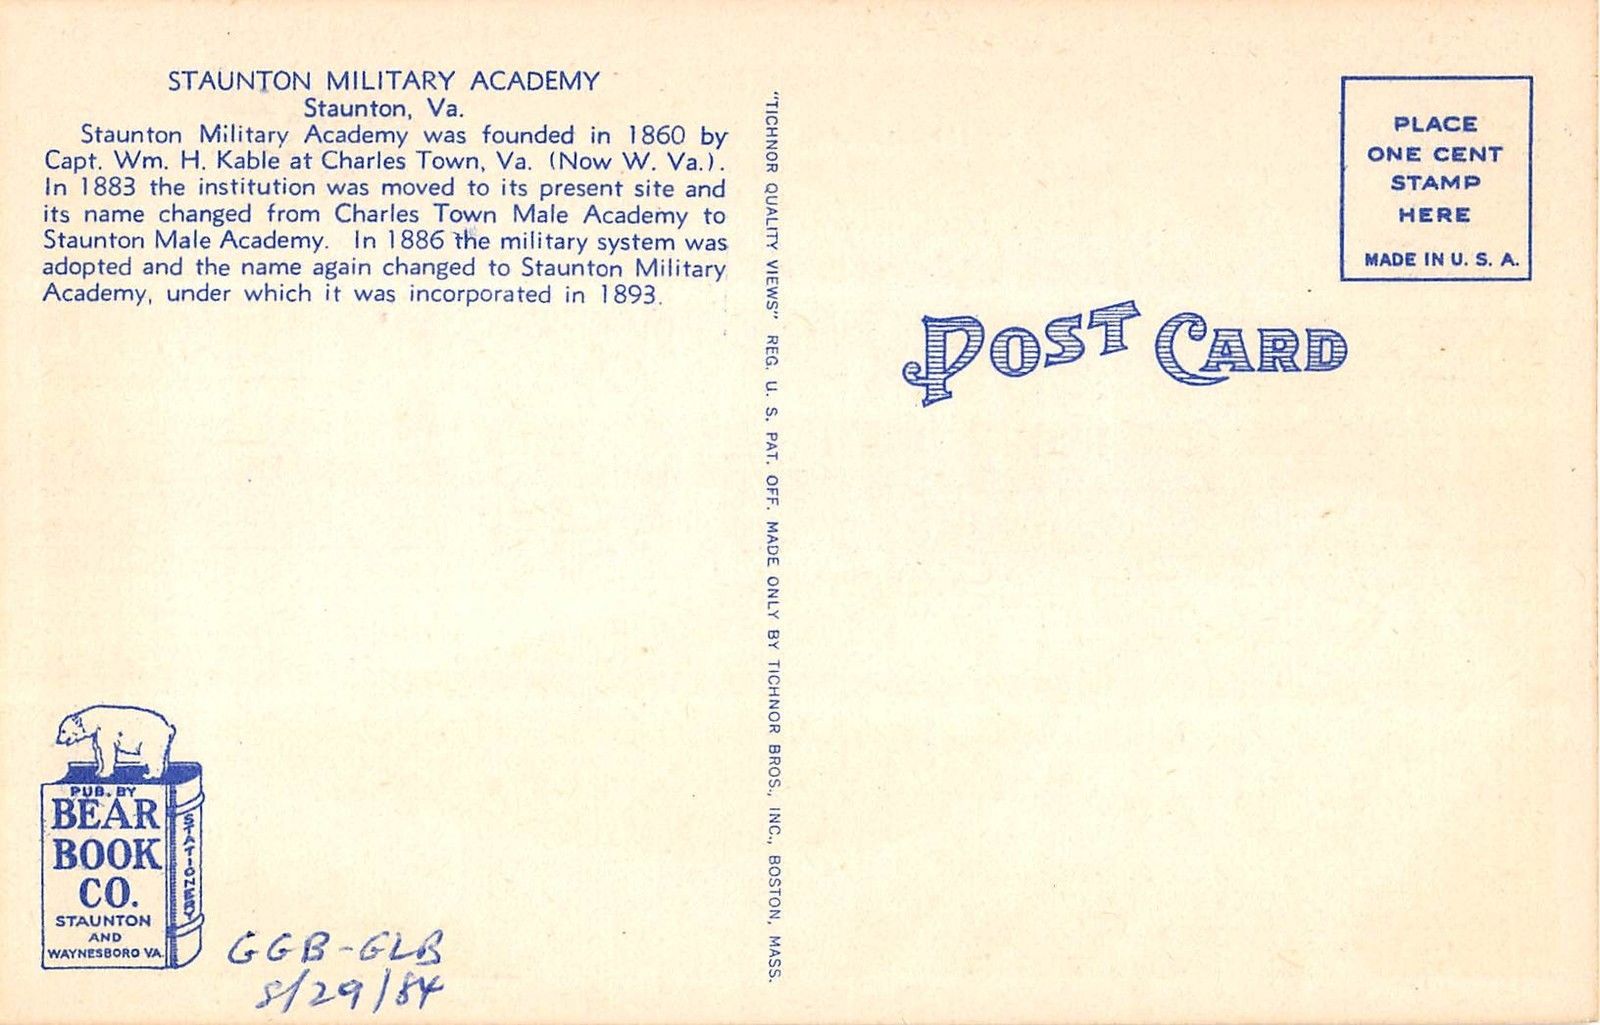 STAUNTON MILITARY ACADEMY
Staunton, Va.
Staunton Military Academy was founded in 1860 by
Capt. Wm. H. Kable at Charles Town, Va. (Now W. Va.).
In 1883 the institution was moved to its present site and
its name changed from Charles Town Male Academy to
Staunton Male Academy. In 1886 the military system was
adopted and the name again changed to Staunton Military
Academy, under which it was incorporated in 1893.
"TICHNOR QUALITY VIEWS" REG. U. S. PAT. OFF. MADE ONLY BY TICHNOR BROS., INC., BOSTON, MASS.
PLACE
ONE CENT
STAMP
HERE
MADE IN U. S. A.
POST CARD
PUB. BY
BEAR
BOOK
CO.
STAUNTON
AND
WAYNESBORO VA.
STATIONERY
GGB-GLB
8/29/84